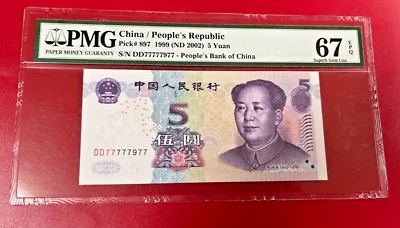 PMG
PAPER MONEY GUARANTY
China / People's Republic
Pick# 897 1999 (ND 2002) 5 Yuan
S/N DD77777977 - People's Bank of China
67 EPQ
Superb Gem Unc
中国人民银行
5
5
伍圆
DD77777977